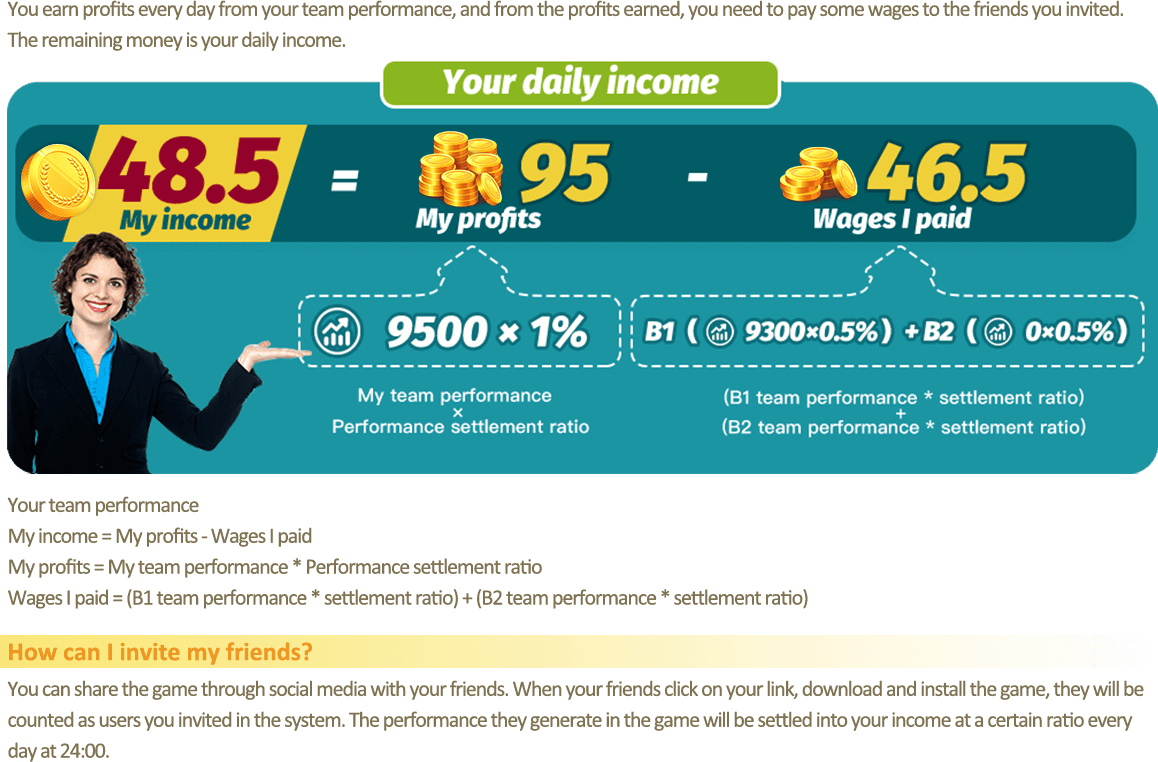 You earn profits every day from your team performance, and from the profits earned, you need to pay some wages to the friends you invited.
The remaining money is your daily income.
Your daily income
48.5 = 95 - 46.5
My income My profits Wages I paid
9500 × 1% B1 ( 9300×0.5% ) + B2 ( 0×0.5% )
My team performance
×
Performance settlement ratio
(B1 team performance * settlement ratio)
+
(B2 team performance * settlement ratio)
Your team performance
My income = My profits - Wages I paid
My profits = My team performance * Performance settlement ratio
Wages I paid = (B1 team performance * settlement ratio) + (B2 team performance * settlement ratio)
How can I invite my friends?
You can share the game through social media with your friends. When your friends click on your link, download and install the game, they will be
counted as users you invited in the system. The performance they generate in the game will be settled into your income at a certain ratio every
day at 24:00.